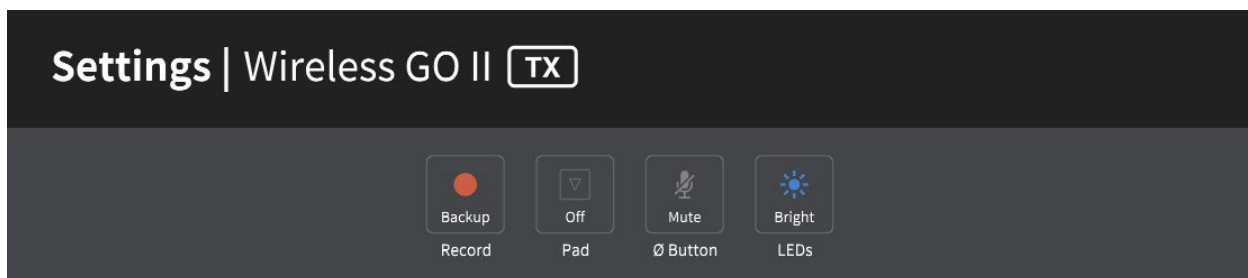 Settings | Wireless GO II TX
Backup Off Mute Bright
Record Pad Ø Button LEDs